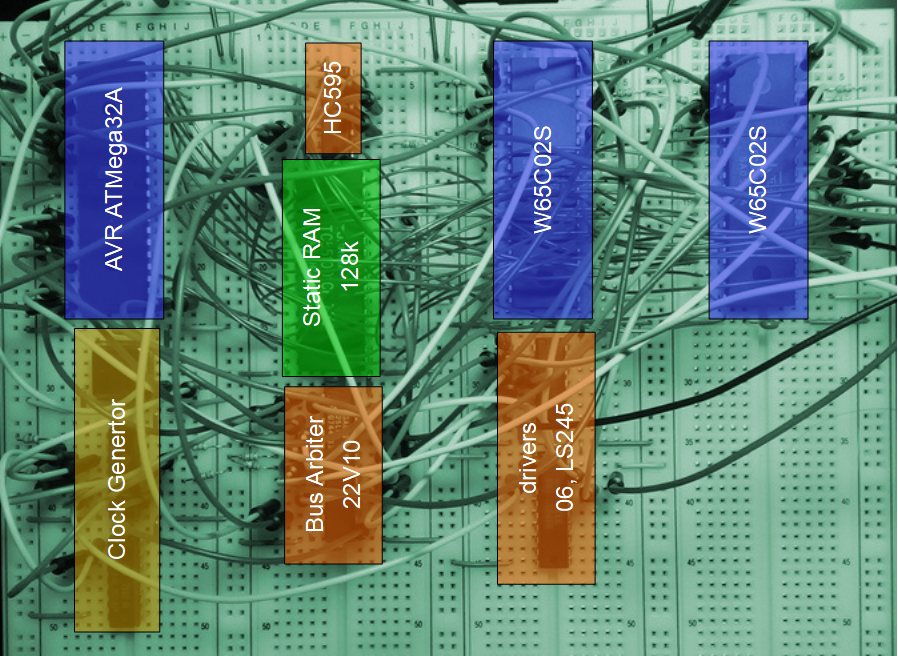 AVR ATMega32A
HC595
Static RAM
128k
W65C02S
W65C02S
Clock Genertor
Bus Arbiter
22V10
drivers
06, LS245